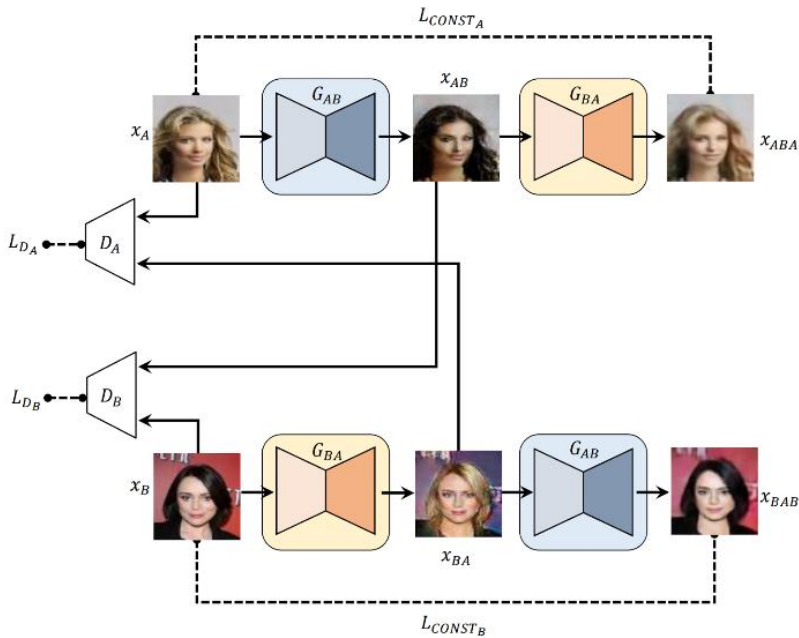 L_{CONST_A}
x_{AB}
G_{AB}
G_{BA}
x_A
x_{ABA}
D_A
L_{D_A}
D_B
L_{D_B}
G_{BA}
G_{AB}
x_B
x_{BAB}
x_{BA}
L_{CONST_B}